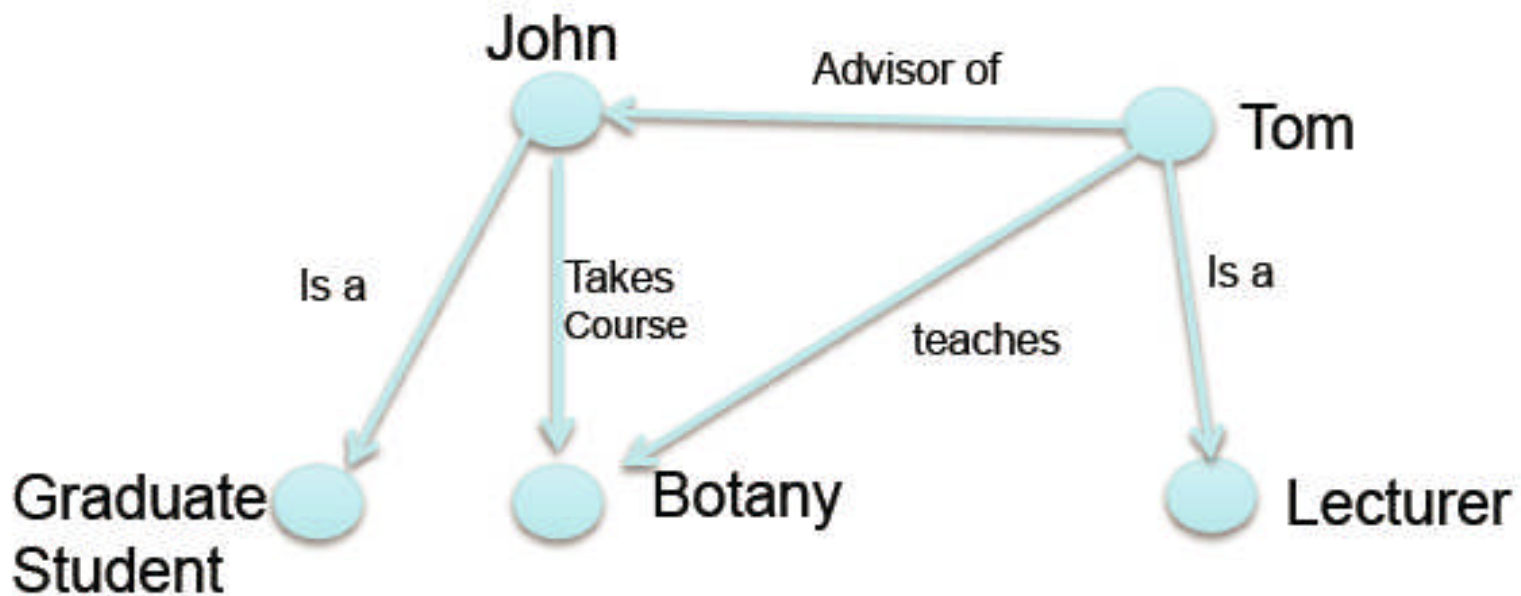 John
Advisor of
Tom
Is a
Takes
Course
teaches
Is a
Graduate
Student
Botany
Lecturer